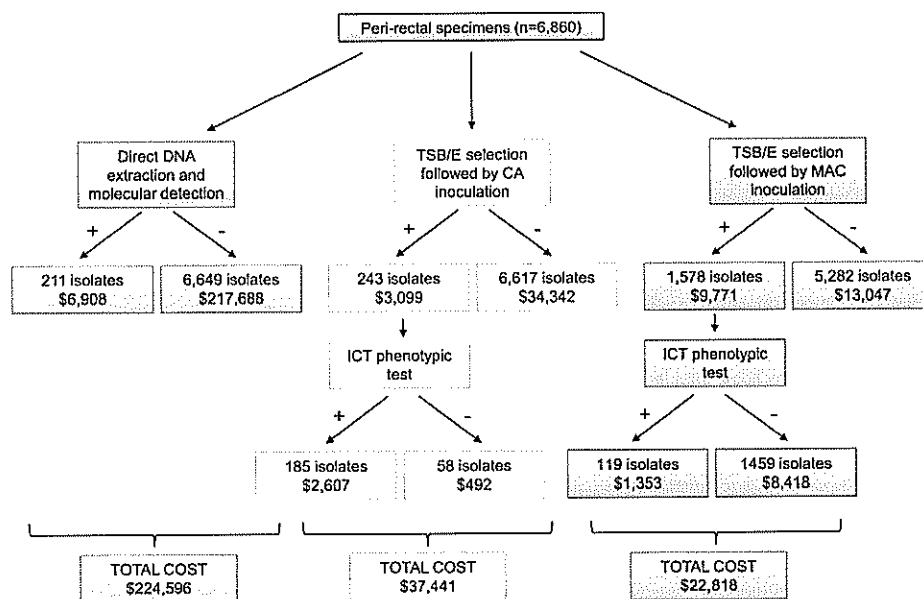 Peri-rectal specimens (n=6,860)
Direct DNA
extraction and
molecular detection
TSB/E selection
followed by CA
inoculation
TSB/E selection
followed by MAC
inoculation
+
-
+
-
+
-
211 isolates
$6,908
6,649 isolates
$217,688
243 isolates
$3,099
6,617 isolates
$34,342
1,578 isolates
$9,771
5,282 isolates
$13,047
ICT phenotypic
test
ICT phenotypic
test
+
-
+
-
185 isolates
$2,607
58 isolates
$492
119 isolates
$1,353
1459 isolates
$8,418
TOTAL COST
$224,596
TOTAL COST
$37,441
TOTAL COST
$22,818